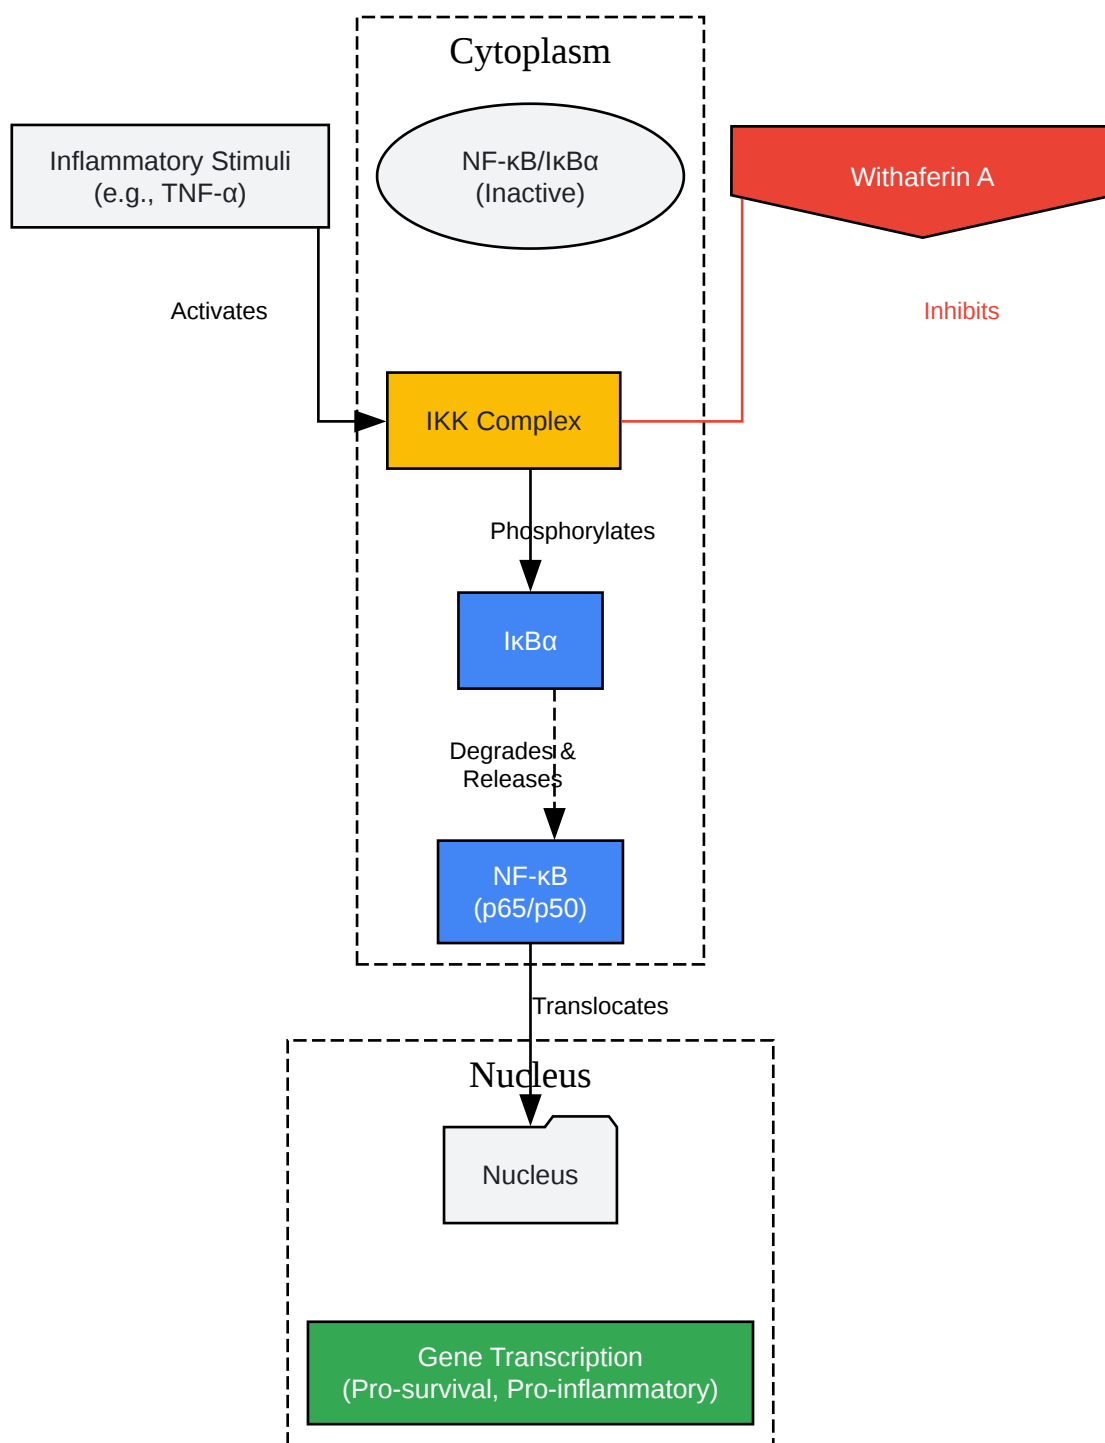 Cytoplasm
Inflammatory Stimuli
(e.g., TNF-α)
NF-κB/IκBα
(Inactive)
Withaferin A
Activates
Inhibits
IKK Complex
Phosphorylates
IκBα
Degrades &
Releases
NF-κB
(p65/p50)
Translocates
Nucleus
Nucleus
Gene Transcription
(Pro-survival, Pro-inflammatory)